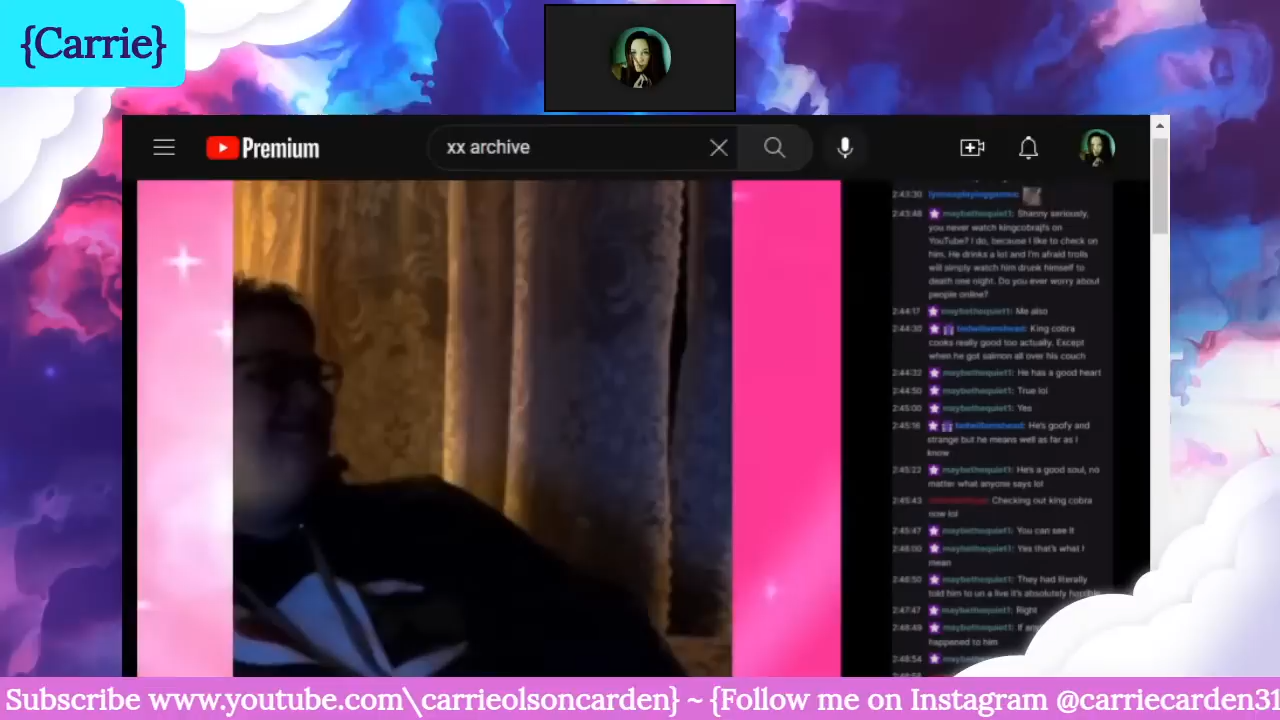 {Carrie}
Premium
xx archive
2:43:30
2:43:48 maybethequiet1: Shanny seriously,
you never watch kingcobrajfs on
YouTube? I do, because I like to check on
him. He drinks a lot and I'm afraid trolls
will simply watch him drunk himself to
death one night. Do you ever worry about
people online?
2:44:17 maybethequiet1: Me also
2:44:30 King cobra
cooks really good too actually. Except
when he got salmon all over his couch
2:44:32 maybethequiet1: He has a good heart
2:44:50 maybethequiet1: True lol
2:45:00 maybethequiet1: Yes
2:45:16 He's goofy and
strange but he means well as far as I
know
2:45:22 maybethequiet1: He's a good soul, no
matter what anyone says lol
2:45:43 Checking out king cobra
now lol
2:45:47 maybethequiet1: You can see it
2:46:00 maybethequiet1: Yes that's what I
mean
2:46:50 maybethequiet1: They had literally
told him to un a live it's absolutely horrible
2:47:47 maybethequiet1: Right
2:48:49 maybethequiet1: If
happened to him
2:48:54
Subscribe www.youtube.com\carrieolsoncarden} ~ {Follow me on Instagram @carriecarden31